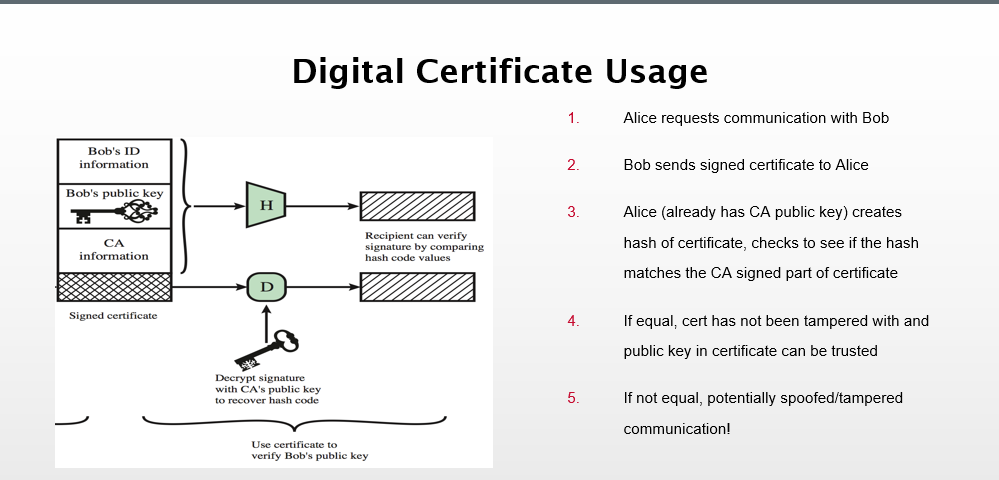 Digital Certificate Usage
Bob's ID
information
Bob's public key
CA
information
Signed certificate
H
Recipient can verify
signature by comparing
hash code values
D
Decrypt signature
with CA's public key
to recover hash code
Use certificate to
verify Bob's public key
1. Alice requests communication with Bob
2. Bob sends signed certificate to Alice
3. Alice (already has CA public key) creates
hash of certificate, checks to see if the hash
matches the CA signed part of certificate
4. If equal, cert has not been tampered with and
public key in certificate can be trusted
5. If not equal, potentially spoofed/tampered
communication!